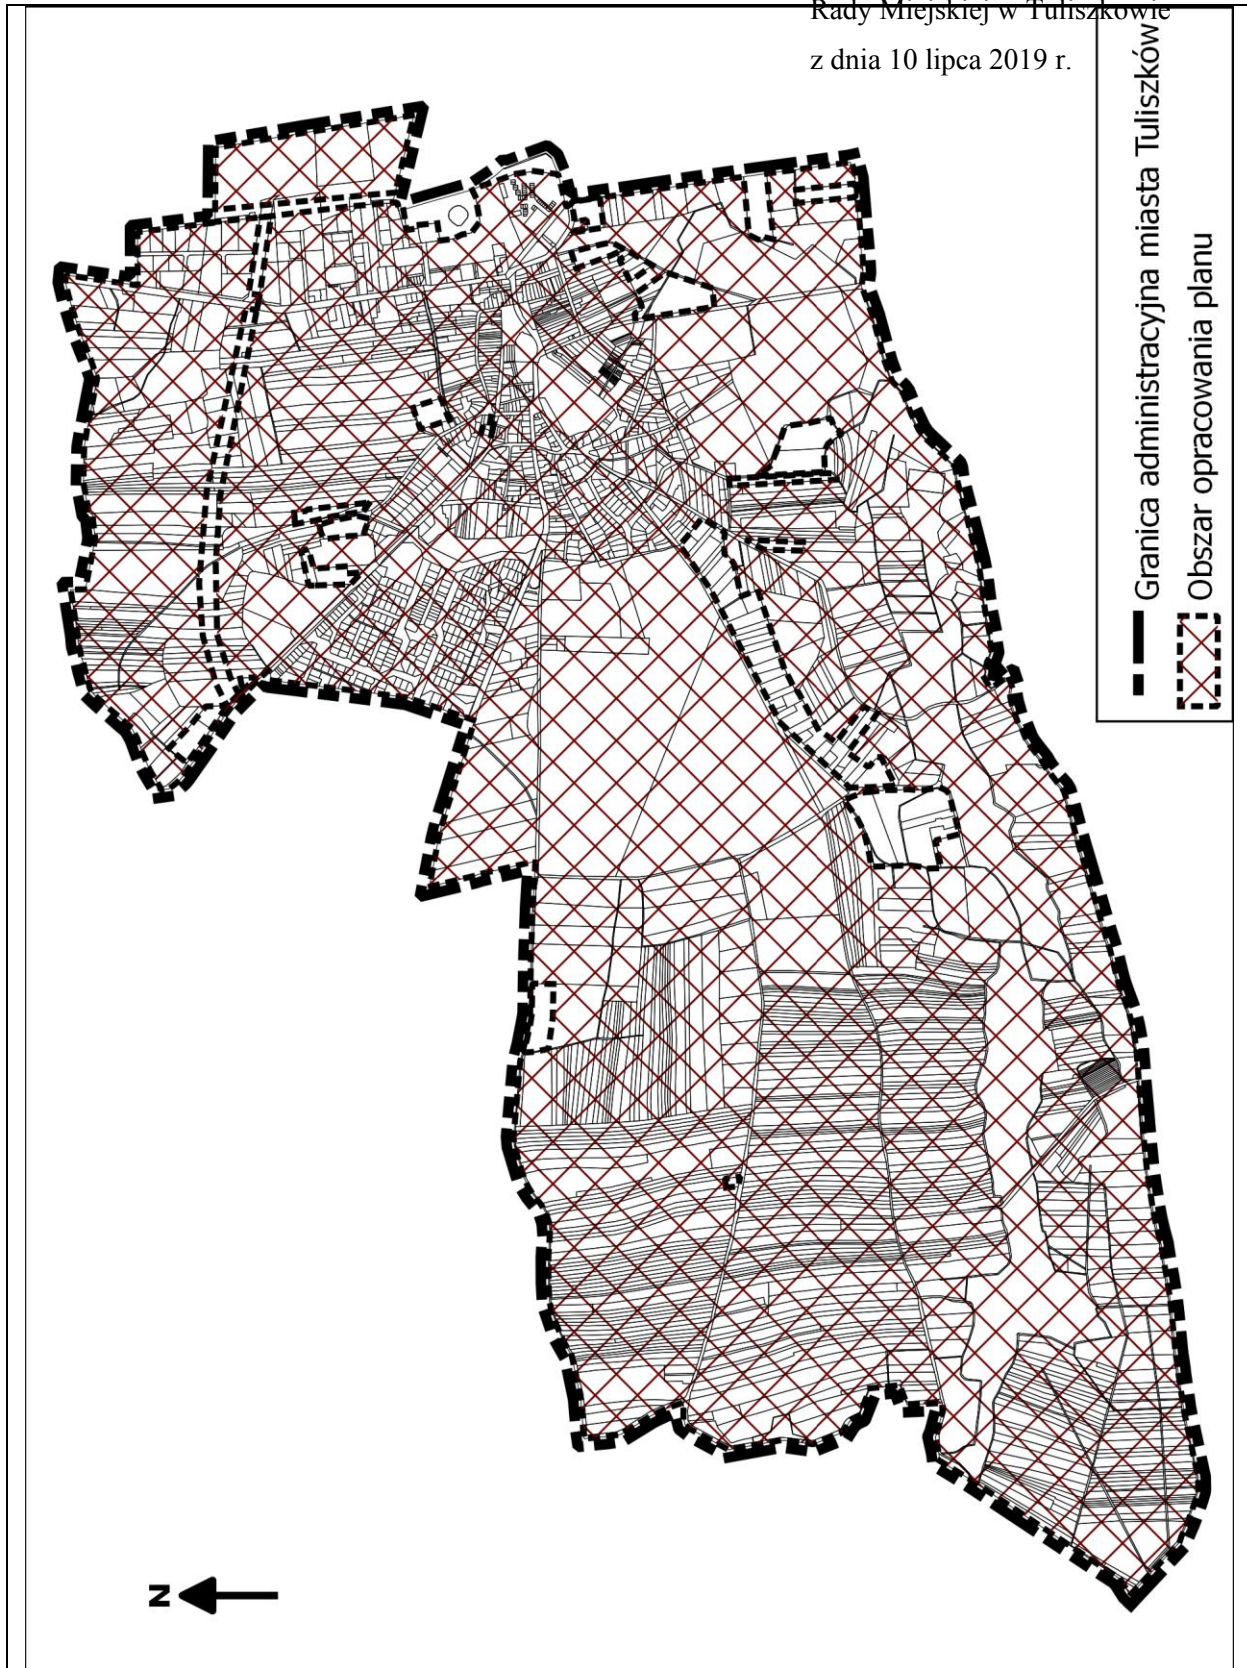 Rady Miejskiej w Tuliszkowie
z dnia 10 lipca 2019 r.
Granica administracyjna miasta Tuliszków
Obszar opracowania planu
N